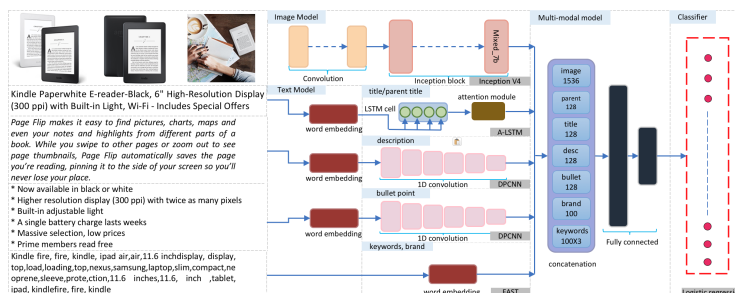 Kindle Paperwhite E-reader-Black, 6" High-Resolution Display
(300 ppi) with Built-in Light, Wi-Fi - Includes Special Offers
Page Flip makes it easy to find pictures, charts, maps and
even your notes and highlights from different parts of a
book. While you swipe to other pages or zoom out to see
page thumbnails, Page Flip automatically saves the page
you're reading, pinning it to the side of your screen so you'll
never lose your place.
* Now available in black or white
* Higher resolution display (300 ppi) with twice as many pixels
* Built-in adjustable light
* A single battery charge lasts weeks
* Massive selection, low prices
* Prime members read free
Kindle fire, fire, kindle, ipad air,air,11.6 inchdisplay, display,
top,load,loading,top,nexus,samsung,laptop,slim,compact,ne
oprene,sleeve,prote,ction,11.6 inches,11.6, inch ,tablet,
ipad, kindlefire, fire, kindle
Image Model
Convolution
Inception block
Mixed_7b
Inception V4
Text Model
title/parent title
LSTM cell
attention module
word embedding
A-LSTM
description
word embedding
1D convolution
DPCNN
bullet point
word embedding
1D convolution
DPCNN
keywords, brand
word embedding
FAST
Multi-modal model
image
1536
parent
128
title
128
desc
128
bullet
128
brand
100
keywords
100X3
concatenation
Fully connected
Classifier
Logistic regressi